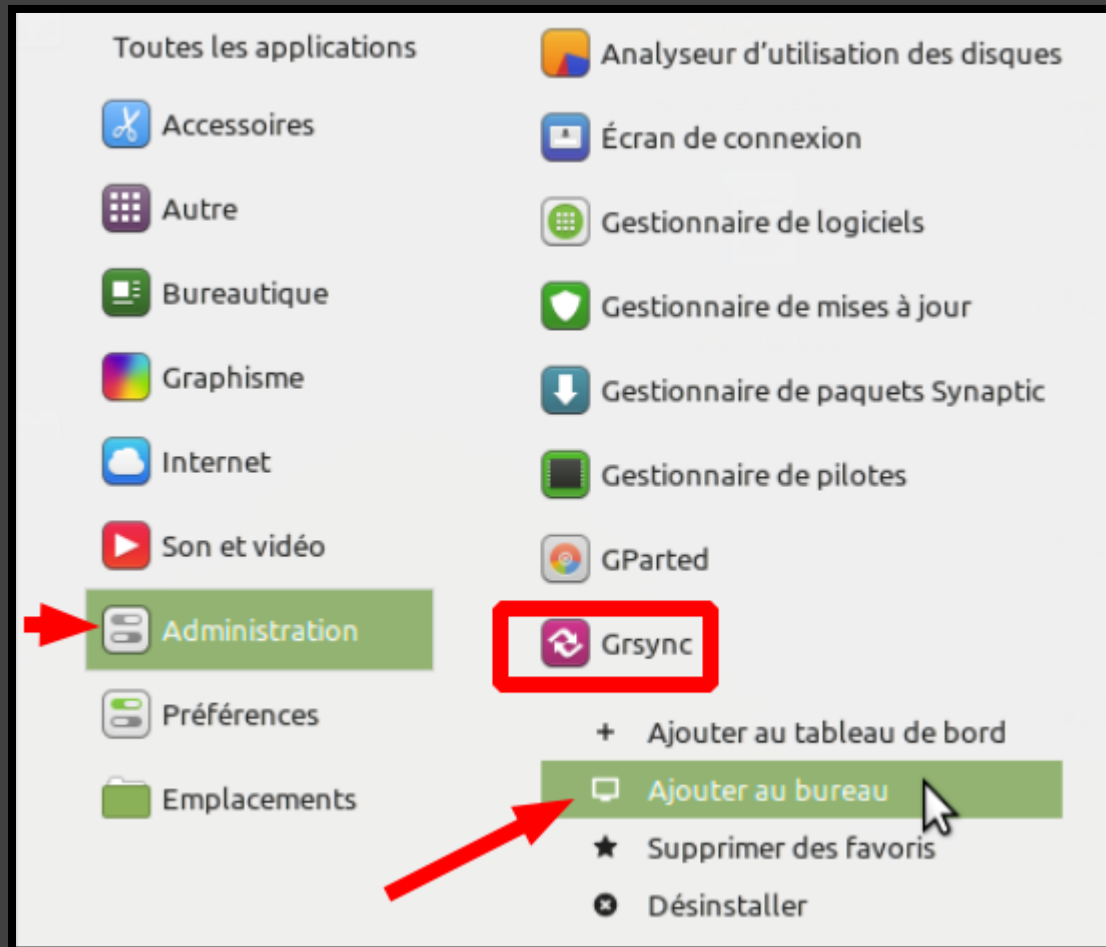 Toutes les applications
Accessoires
Autre
Bureautique
Graphisme
Internet
Son et vidéo
Administration
Préférences
Emplacements
Analyseur d’utilisation des disques
Écran de connexion
Gestionnaire de logiciels
Gestionnaire de mises à jour
Gestionnaire de paquets Synaptic
Gestionnaire de pilotes
GParted
Grsync
Ajouter au tableau de bord
Ajouter au bureau
Supprimer des favoris
Désinstaller